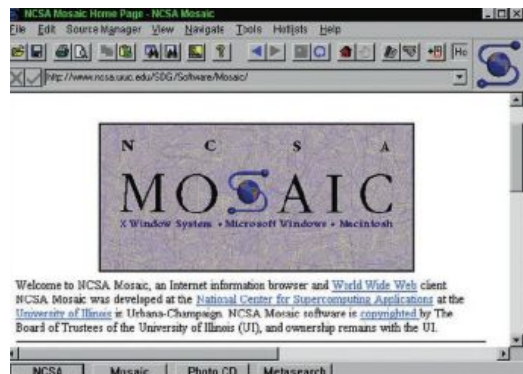 NCSA Mosaic Home Page - NCSA Mosaic
File Edit Source Manager View Navigate Tools Hotlists Help
Ho
http://www.ncsa.uiuc.edu/SDG/Software/Mosaic/
N C S A
MOSAIC
X Window System • Microsoft Windows • Macintosh
Welcome to NCSA Mosaic, an Internet information browser and World Wide Web client
NCSA Mosaic was developed at the National Center for Supercomputing Applications at the
University of Illinois in Urbana-Champaign. NCSA Mosaic software is copyrighted by The
Board of Trustees of the University of Illinois (UI), and ownership remains with the UI.
NCSA Mosaic Photo CD Metasearch